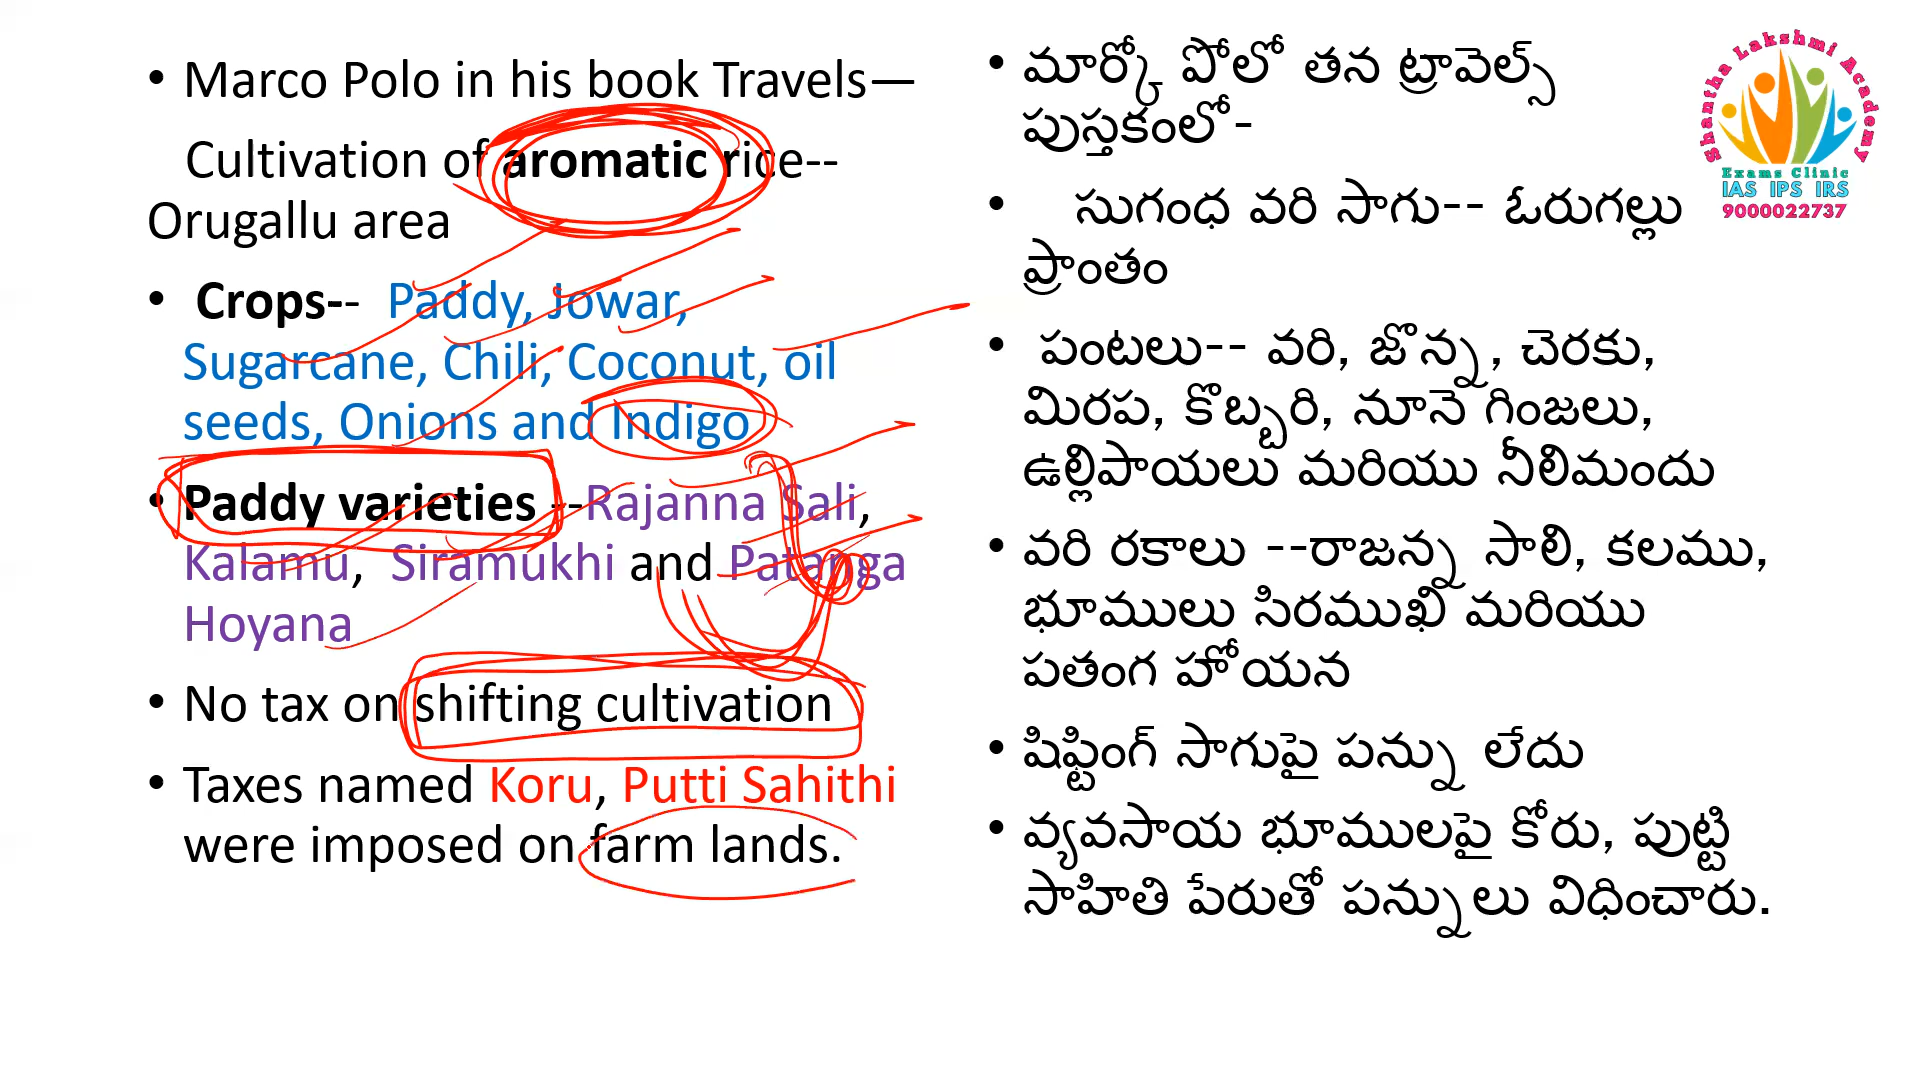 • Marco Polo in his book Travels—
Cultivation of aromatic rice--
Orugallu area
• Crops-- Paddy, Jowar,
Sugarcane, Chili, Coconut, oil
seeds, Onions and Indigo
• Paddy varieties --Rajanna Sali,
Kalamu, Siramukhi and Patanga
Hoyana
• No tax on shifting cultivation
• Taxes named Koru, Putti Sahithi
were imposed on farm lands.
• మార్కో పోలో తన ట్రావెల్స్
పుస్తకంలో-
• సుగంధ వరి సాగు-- ఓరుగల్లు
ప్రాంతం
• పంటలు-- వరి, జొన్న, చెరకు,
మిరప, కొబ్బరి, నూనె గింజలు,
ఉల్లిపాయలు మరియు నీలిమందు
• వరి రకాలు --రాజన్న సాలి, కలము,
భూములు సిరముఖి మరియు
పతంగ హోయన
• షిఫ్టింగ్ సాగుపై పన్ను లేదు
• వ్యవసాయ భూములపై కోరు, పుట్టి
సాహితి పేరుతో పన్నులు విధించారు.
Shantha Lakshmi Academy
Exams Clinic
IAS IPS IRS
9000022737